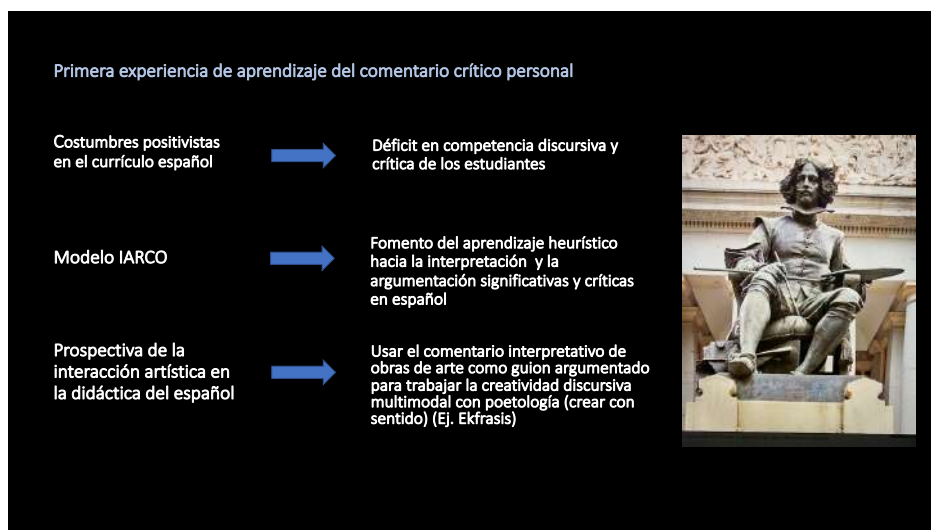 Primera experiencia de aprendizaje del comentario crítico personal
Costumbres positivistas
en el currículo español
Déficit en competencia discursiva y
crítica de los estudiantes
Modelo IARCO
Fomento del aprendizaje heurístico
hacia la interpretación y la
argumentación significativas y críticas
en español
Prospectiva de la
interacción artística en
la didáctica del español
Usar el comentario interpretativo de
obras de arte como guion argumentado
para trabajar la creatividad discursiva
multimodal con poetología (crear con
sentido) (Ej. Ekfrasis)